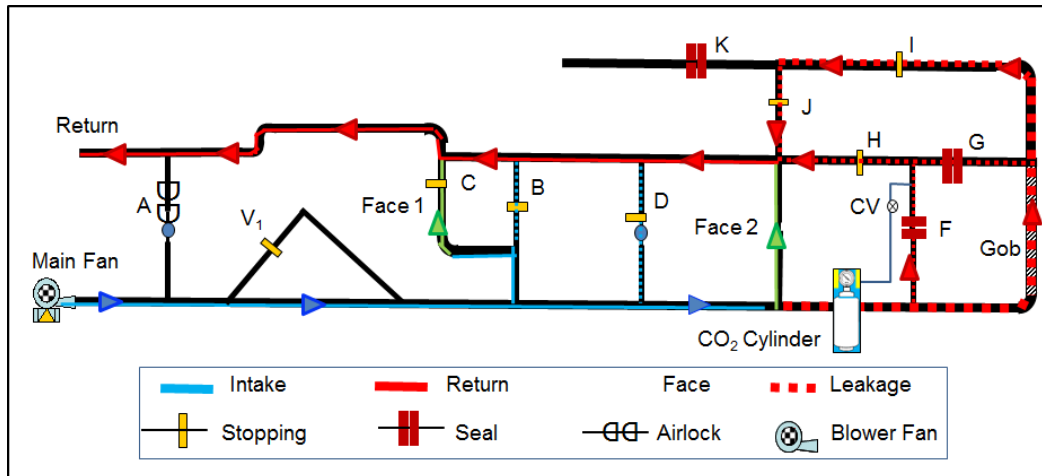 K
I
J
Return
H
G
A
C
B
D
CV
F
V1
Face 1
Face 2
Gob
Main Fan
CO2 Cylinder
Intake
Return
Face
Leakage
Stopping
Seal
Airlock
Blower Fan